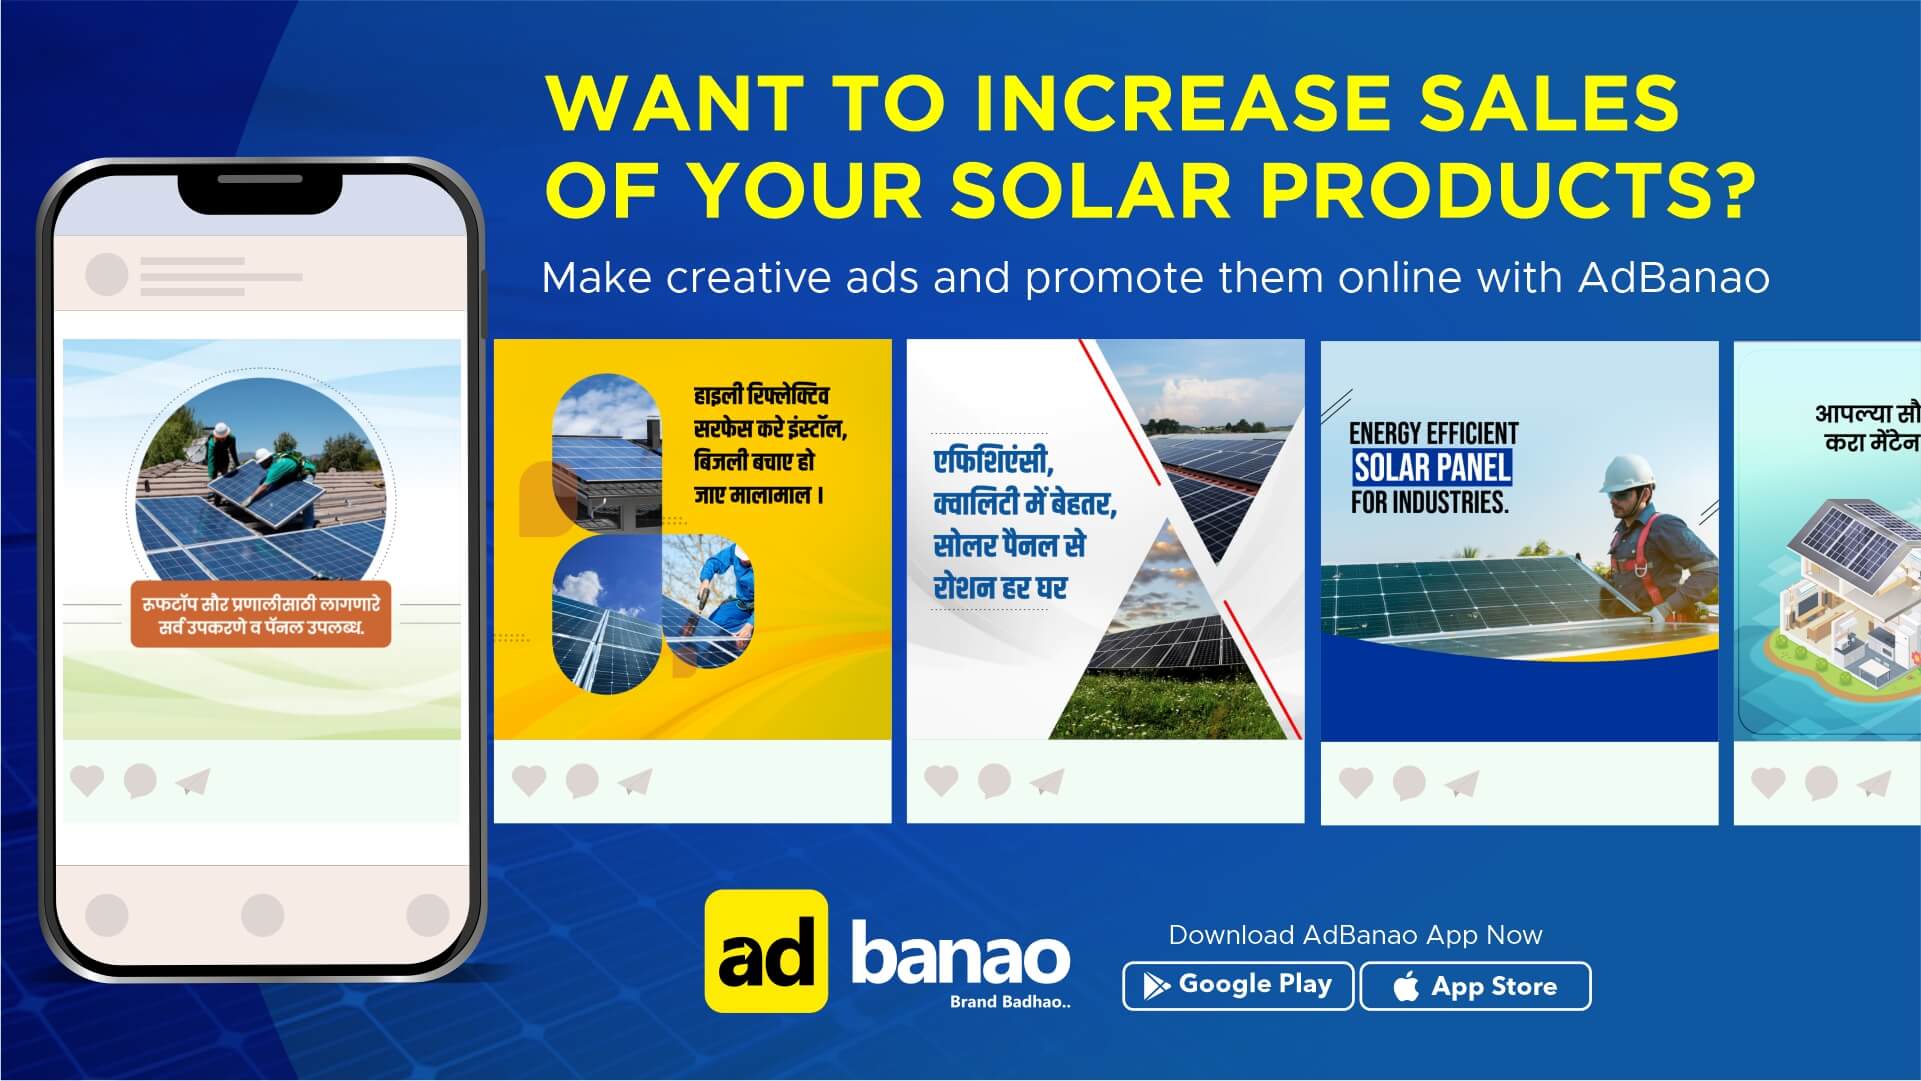 WANT TO INCREASE SALES
OF YOUR SOLAR PRODUCTS?
Make creative ads and promote them online with AdBanao
रूफटॉप सौर प्रणालीसाठी लागणारे
सर्व उपकरणे व पॅनल उपलब्ध.
हाइली रिफ्लेक्टिव
सरफेस करे इंस्टॉल,
बिजली बचाए हो
जाए मालामाल ।
एफिशिएंसी,
क्वालिटी में बेहतर,
सोलर पैनल से
रोशन हर घर
ENERGY EFFICIENT
SOLAR PANEL
FOR INDUSTRIES.
आपल्या
करा
ad banao
Brand Badhao..
Download AdBanao App Now
Google Play
App Store